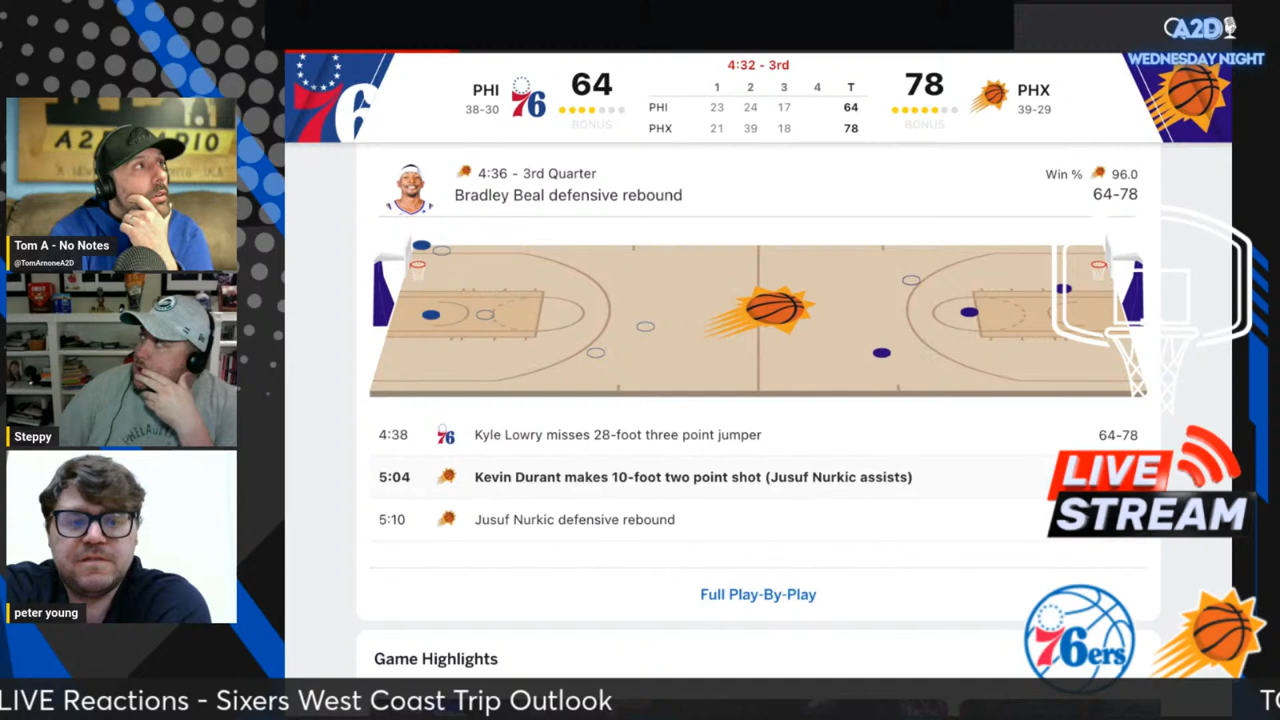 A2D
WEDNESDAY NIGHT
4:32 - 3rd
PHI
38-30
76
64
BONUS
1 2 3 4 T
PHI 23 24 17 64
PHX 21 39 18 78
78
BONUS
PHX
39-29
76
A2D RADIO
Tom A - No Notes
@TomArnoneA2D
Steppy
peter young
4:36 - 3rd Quarter
Bradley Beal defensive rebound
Win % 96.0
64-78
4:38 76 Kyle Lowry misses 28-foot three point jumper 64-78
5:04 Kevin Durant makes 10-foot two point shot (Jusuf Nurkic assists)
5:10 Jusuf Nurkic defensive rebound
Full Play-By-Play
Game Highlights
LIVE
STREAM
76ers
LIVE Reactions - Sixers West Coast Trip Outlook